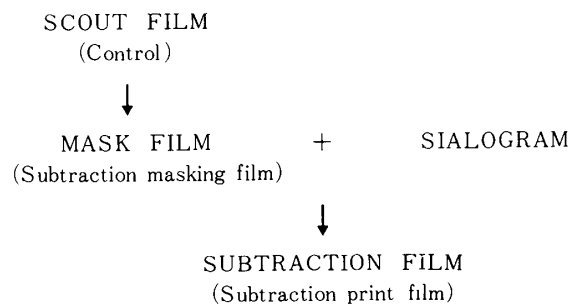 SCOUT FILM
(Control)
↓
MASK FILM + SIALOGRAM
(Subtraction masking film)
↓
SUBTRACTION FILM
(Subtraction print film)